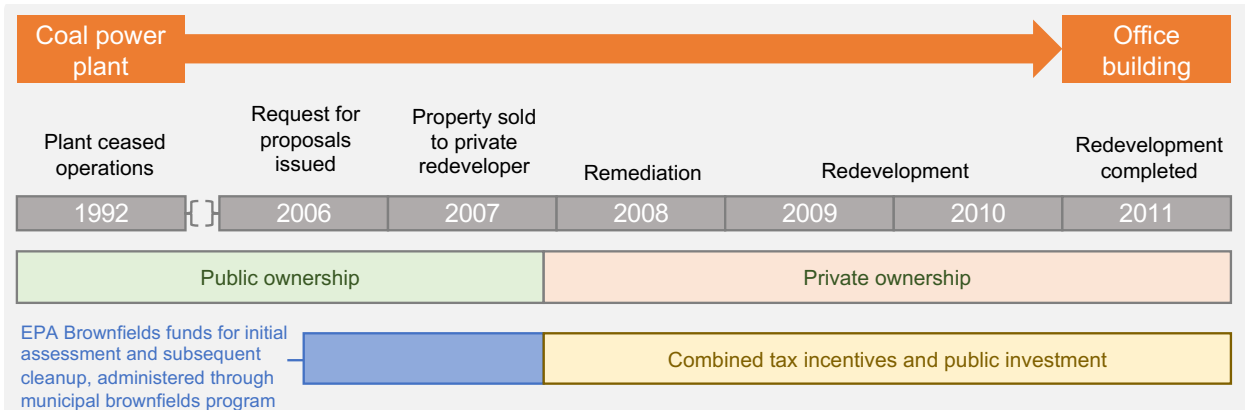 Coal power
plant
Office
building
Plant ceased
operations
Request for
proposals
issued
Property sold
to private
redeveloper
Remediation
Redevelopment
Redevelopment
completed
1992
2006
2007
2008
2009
2010
2011
Public ownership
Private ownership
EPA Brownfields funds for initial
assessment and subsequent
cleanup, administered through
municipal brownfields program
Combined tax incentives and public investment